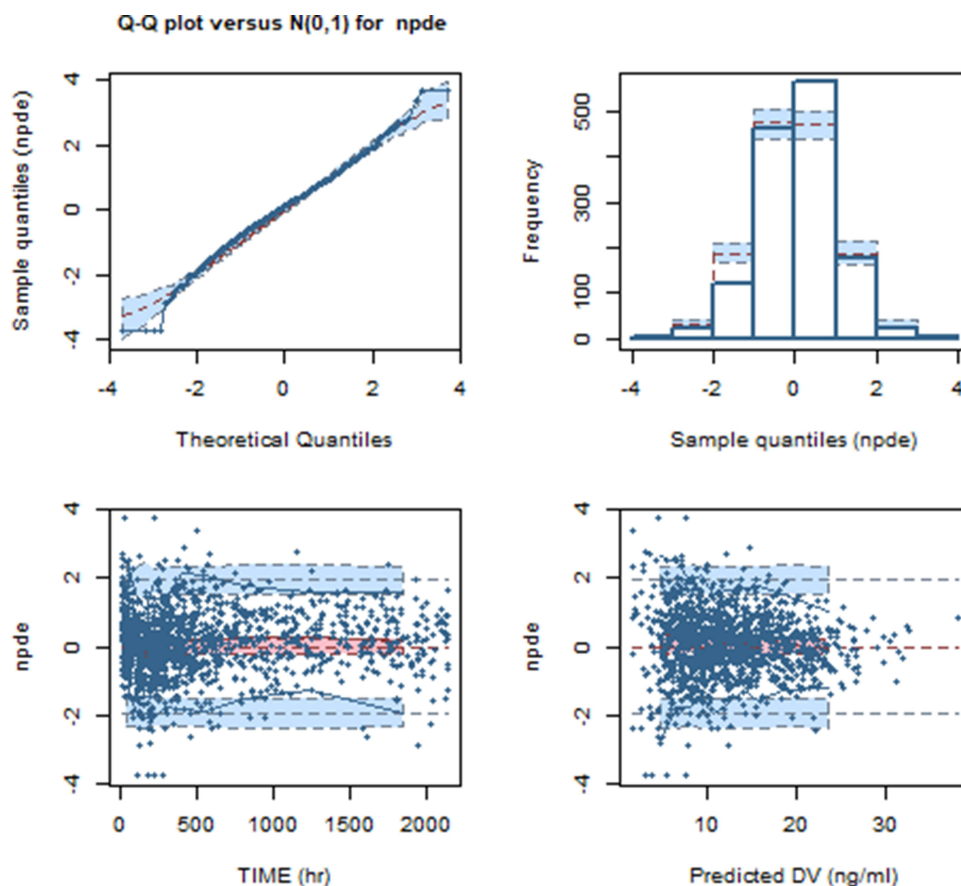 Q-Q plot versus N(0,1) for npde
4
2
0
-2
-4
Sample quantiles (npde)
-4 -2 0 2 4
Theoretical Quantiles
500
300
100
0
Frequency
-4 -2 0 2 4
Sample quantiles (npde)
4
2
0
-2
-4
npde
0 500 1000 1500 2000
TIME (hr)
4
2
0
-2
-4
npde
10 20 30
Predicted DV (ng/ml)